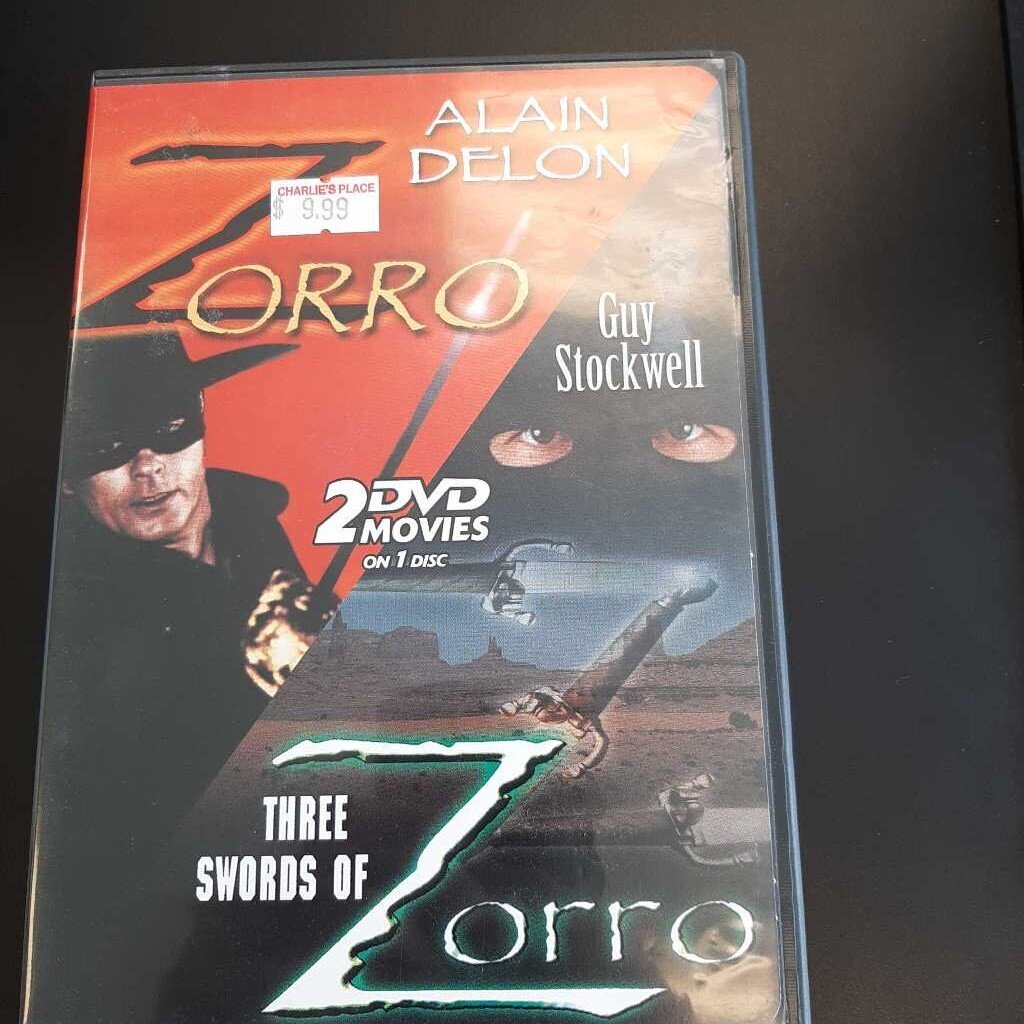 ALAIN
DELON
CHARLIE'S PLACE
$ 9.99
ZORRO
Guy
Stockwell
2 DVD
MOVIES
ON 1 DISC
THREE
SWORDS OF
Zorro